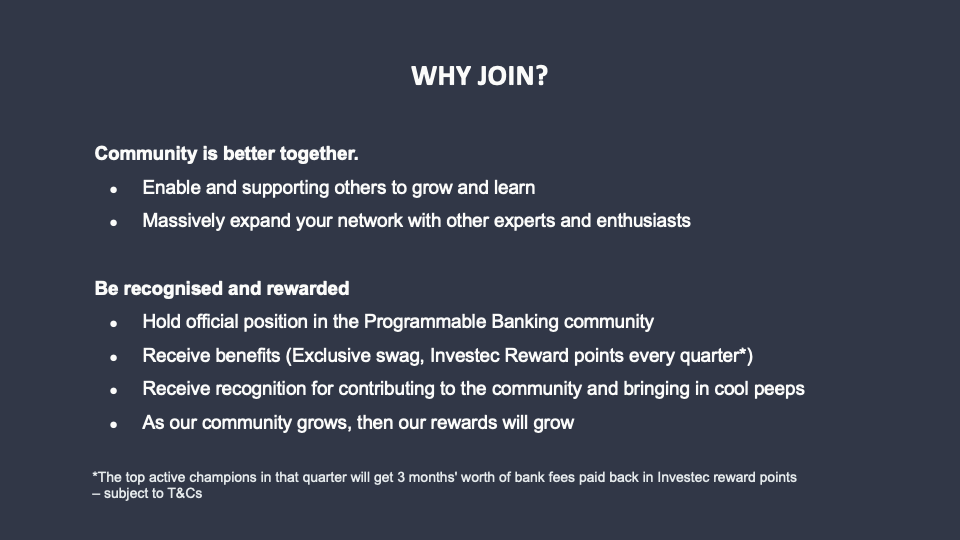 WHY JOIN?
Community is better together.
● Enable and supporting others to grow and learn
● Massively expand your network with other experts and enthusiasts
Be recognised and rewarded
● Hold official position in the Programmable Banking community
● Receive benefits (Exclusive swag, Investec Reward points every quarter*)
● Receive recognition for contributing to the community and bringing in cool peeps
● As our community grows, then our rewards will grow
*The top active champions in that quarter will get 3 months' worth of bank fees paid back in Investec reward points
– subject to T&Cs